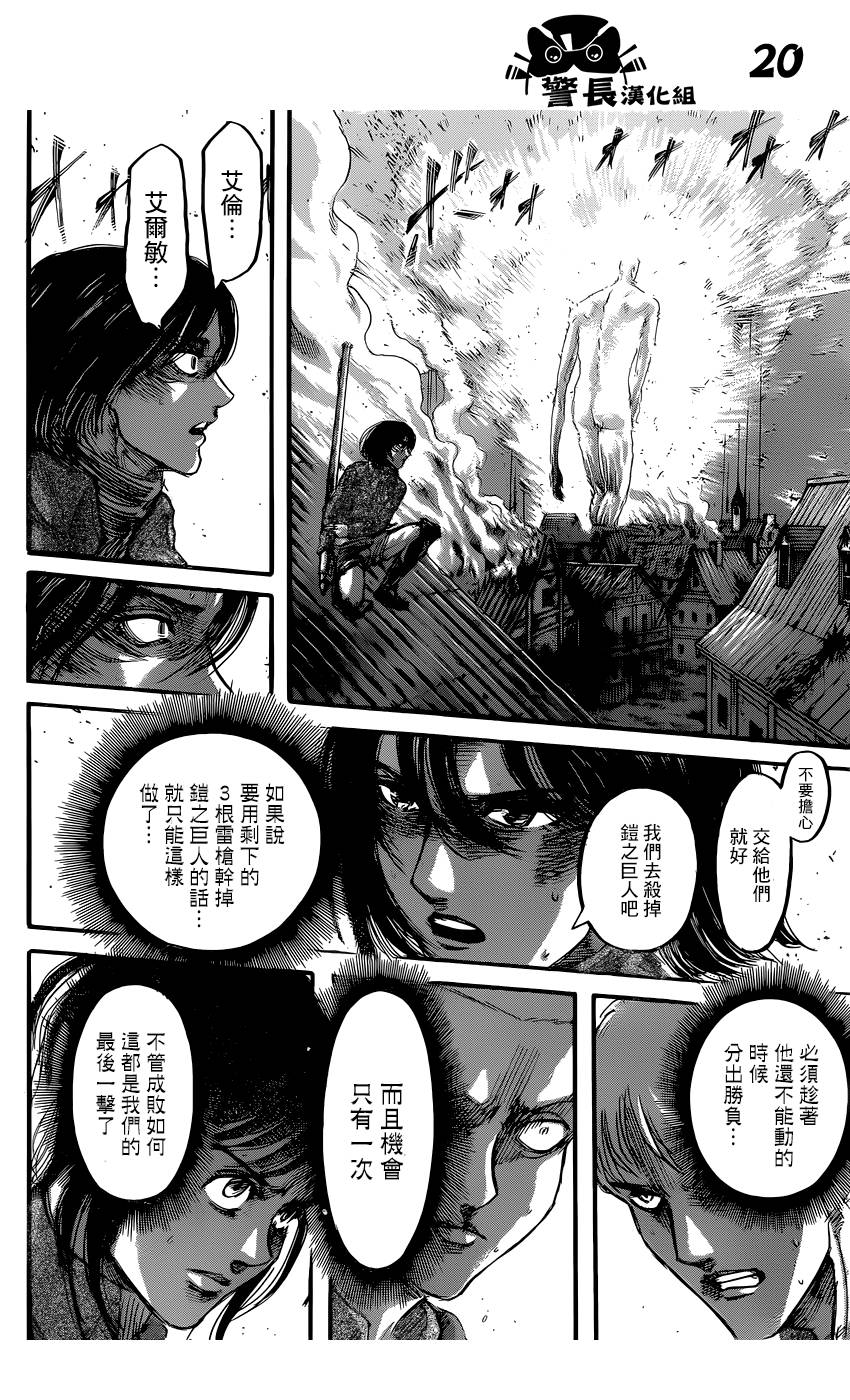 警長漢化組
20
艾倫…
艾爾敏…
不要擔心
交給他們
就好
我們去殺掉
鎧之巨人吧
如果說
要用剩下的
3根雷槍幹掉
鎧之巨人的話…
就只能這樣
做了…
必須趁著
他還不能動的
時候
分出勝負…
而且機會
只有一次
不管成敗如何
這都是我們的
最後一擊了